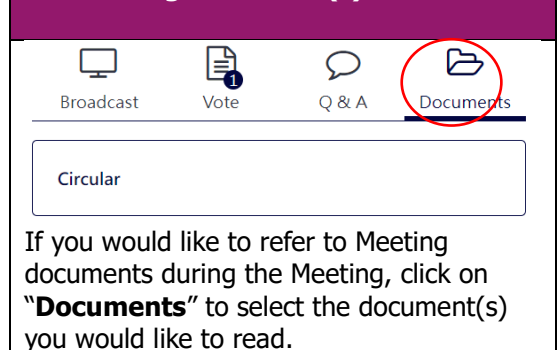 1
Broadcast Vote Q & A Documents
Circular
If you would like to refer to Meeting
documents during the Meeting, click on
“Documents” to select the document(s)
you would like to read.